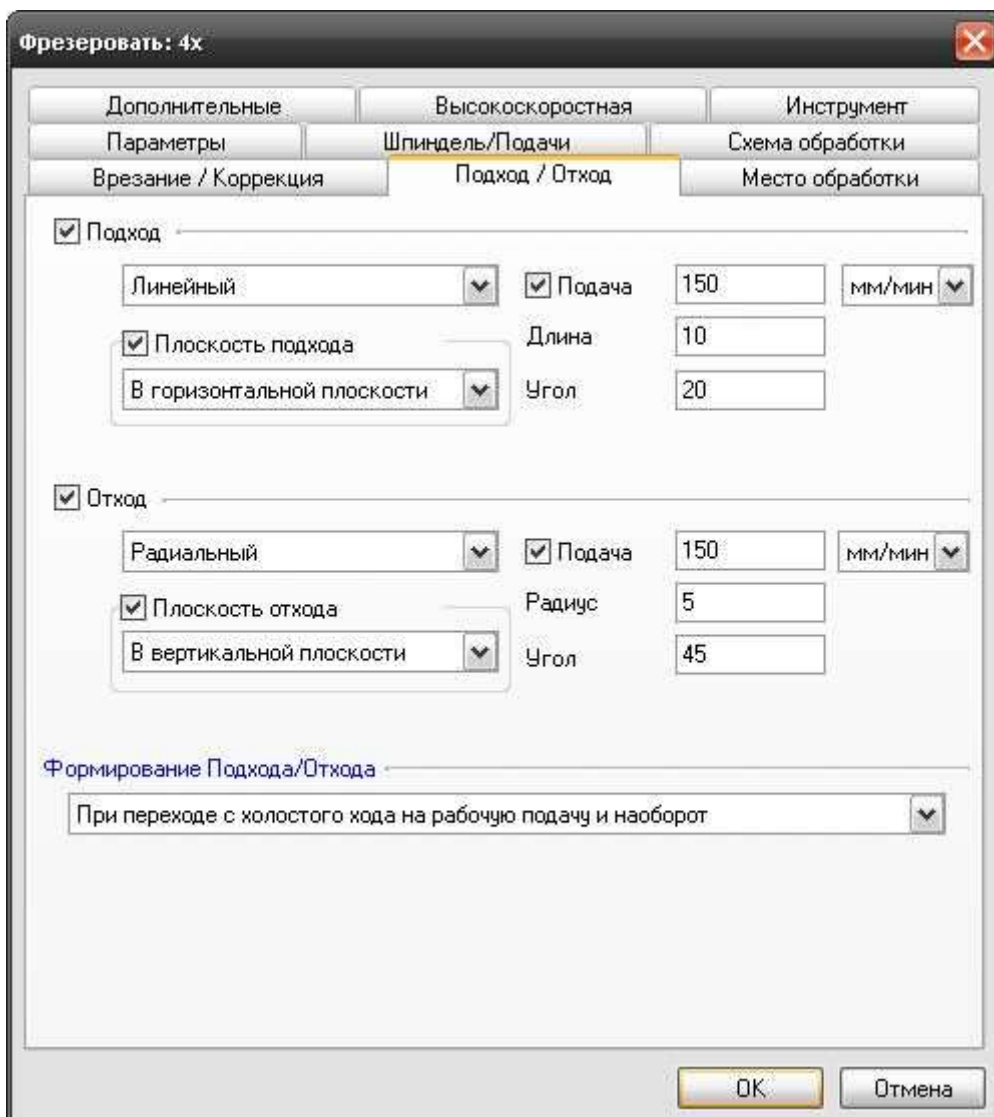 Фрезеровать: 4x
Дополнительные Высокоскоростная Инструмент
Параметры Шпиндель/Подачи Схема обработки
Врезание / Коррекция Подход / Отход Место обработки
Подход
Линейный Подача 150 мм/мин
Плоскость подхода Длина 10
В горизонтальной плоскости Угол 20
Отход
Радиальный Подача 150 мм/мин
Плоскость отхода Радиус 5
В вертикальной плоскости Угол 45
Формирование Подхода/Отхода
При переходе с холостого хода на рабочую подачу и наоборот
OK Отмена